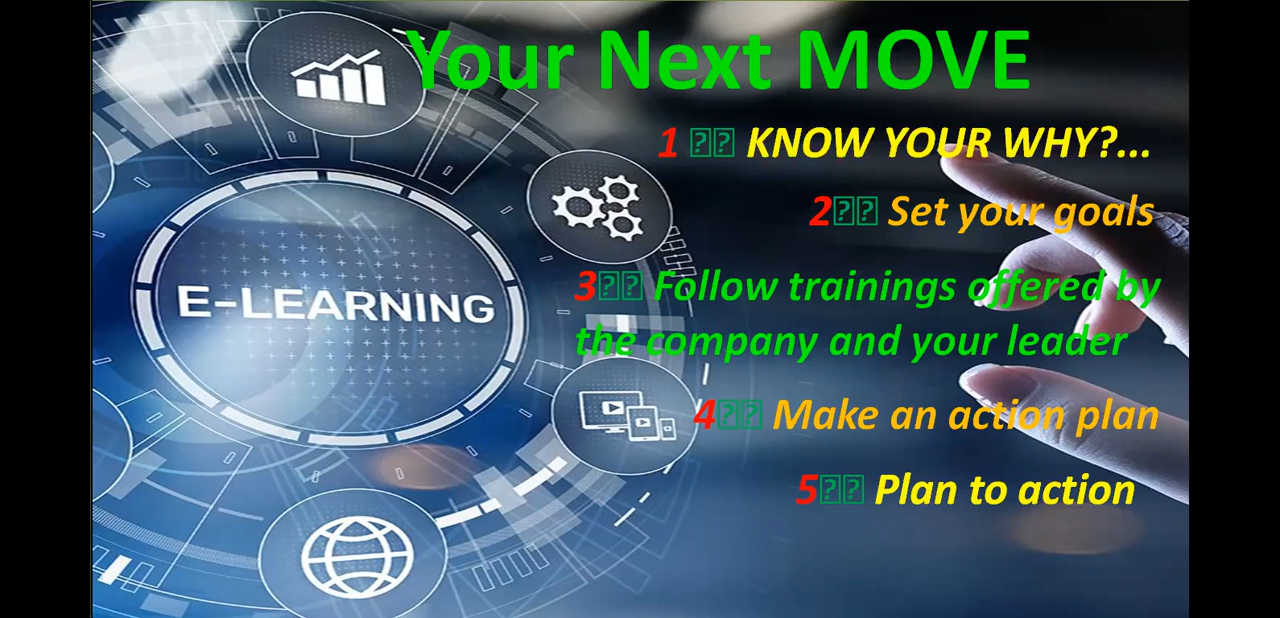 Your Next MOVE
1 KNOW YOUR WHY?...
2 Set your goals
3 Follow trainings offered by
the company and your leader
4 Make an action plan
5 Plan to action
E-LEARNING